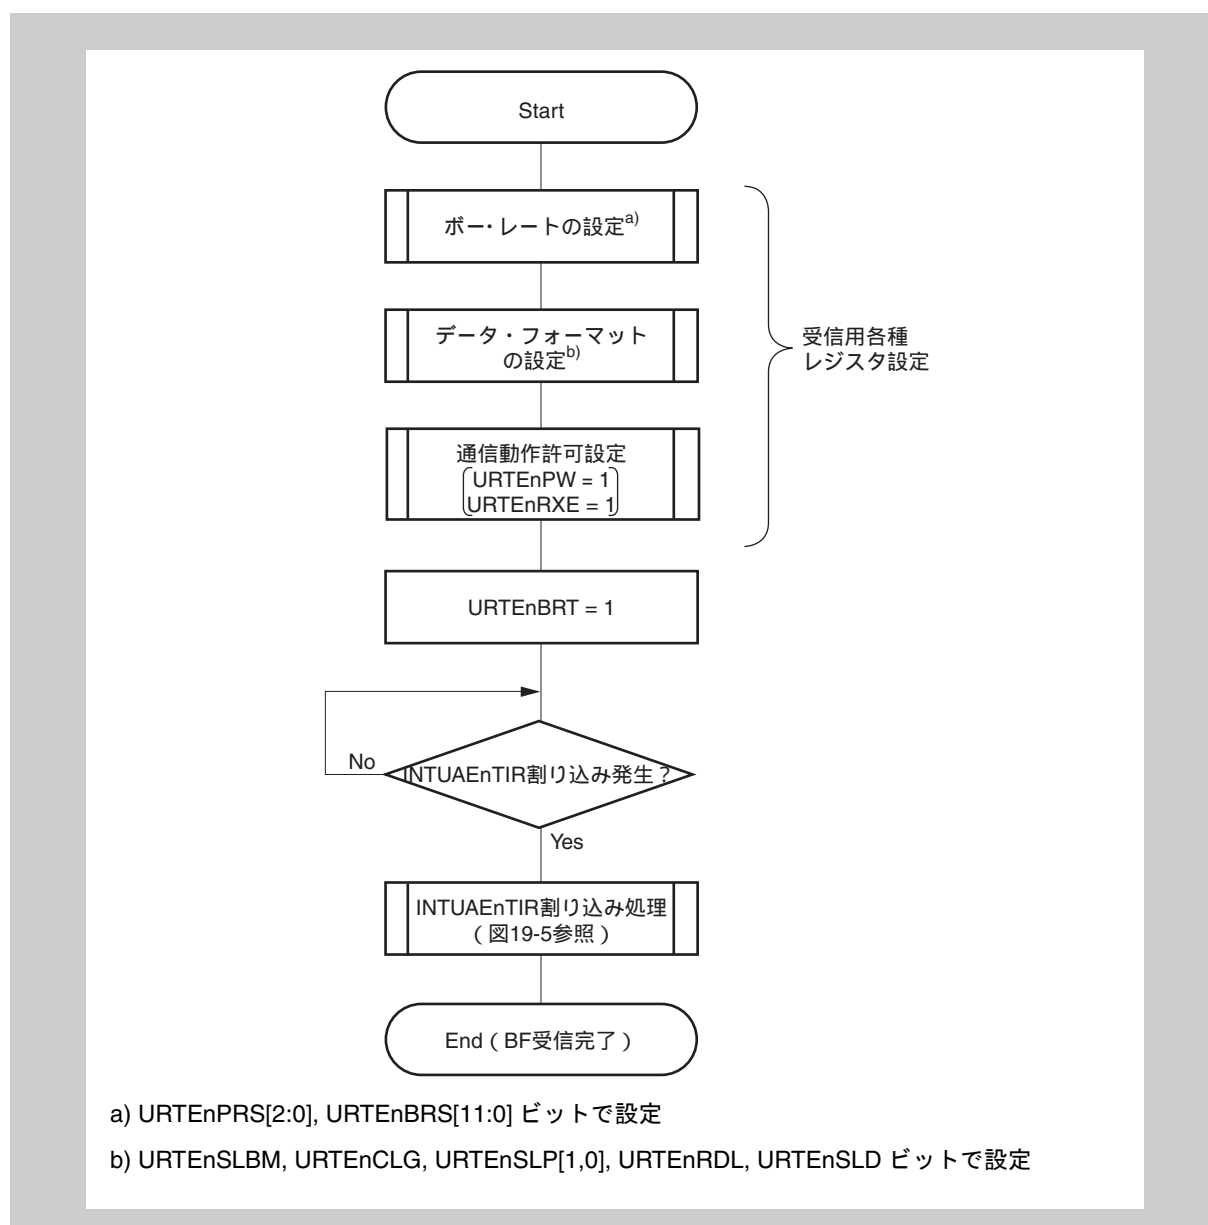 Start
ボー・レートの設定a)
データ・フォーマット
の設定b)
受信用各種
レジスタ設定
通信動作許可設定
URTEnPW = 1
URTEnRXE = 1
URTEnBRT = 1
No
INTUAEnTIR割り込み発生？
Yes
INTUAEnTIR割り込み処理
（図19-5参照）
End（BF受信完了）
a) URTEnPRS[2:0], URTEnBRS[11:0] ビットで設定
b) URTEnSLBM, URTEnCLG, URTEnSLP[1,0], URTEnRDL, URTEnSLD ビットで設定